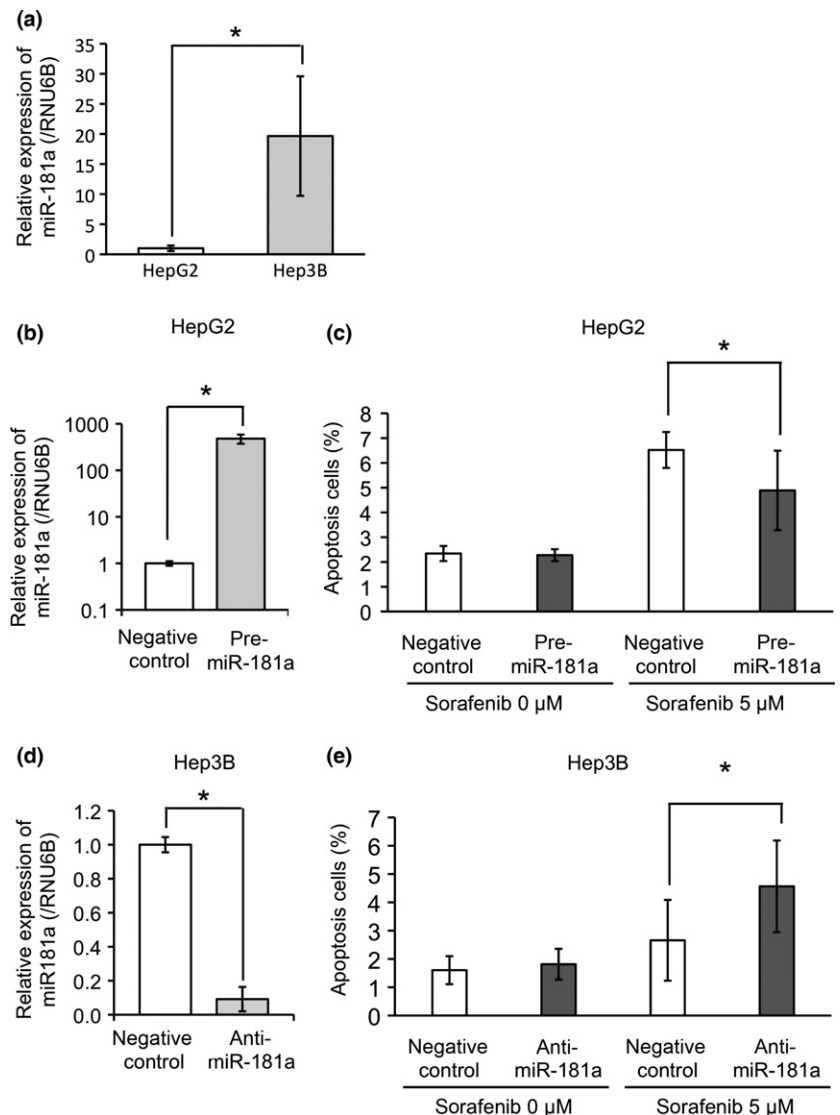 (a)
*
Relative expression of
miR-181a (/RNU6B)
35
30
25
20
15
10
5
0
HepG2
Hep3B
(b)
HepG2
*
Relative expression of
miR-181a (/RNU6B)
1000
100
10
1
0.1
Negative
control
Pre-
miR-181a
(c)
HepG2
*
Apoptosis cells (%)
8
7
6
5
4
3
2
1
0
Negative
control
Pre-
miR-181a
Negative
control
Pre-
miR-181a
Sorafenib 0 µM
Sorafenib 5 µM
(d)
Hep3B
*
Relative expression of
miR181a (/RNU6B)
1.2
1.0
0.8
0.6
0.4
0.2
0.0
Negative
control
Anti-
miR-181a
(e)
Hep3B
*
Apoptosis cells (%)
7
6
5
4
3
2
1
0
Negative
control
Anti-
miR-181a
Negative
control
Anti-
miR-181a
Sorafenib 0 µM
Sorafenib 5 µM